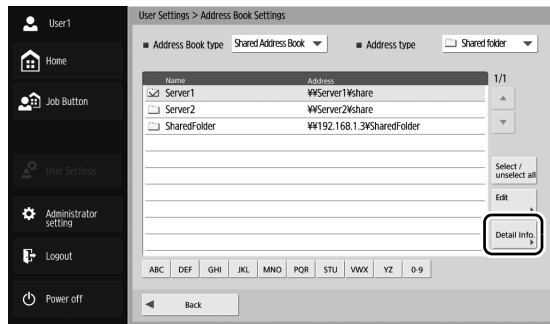 User1
User Settings > Address Book Settings
■ Address Book type Shared Address Book ▼ ■ Address type Shared folder ▼
Home
Name Address 1/1
Server1 ¥¥Server1¥share
Job Button
Server2 ¥¥Server2¥share
SharedFolder ¥¥192.168.1.3¥SharedFolder
User Settings
Select /
unselect all
Edit
Administrator
setting
Detail Info.
Logout
ABC DEF GHI JKL MNO PQR STU VWX YZ 0-9
Power off
Back